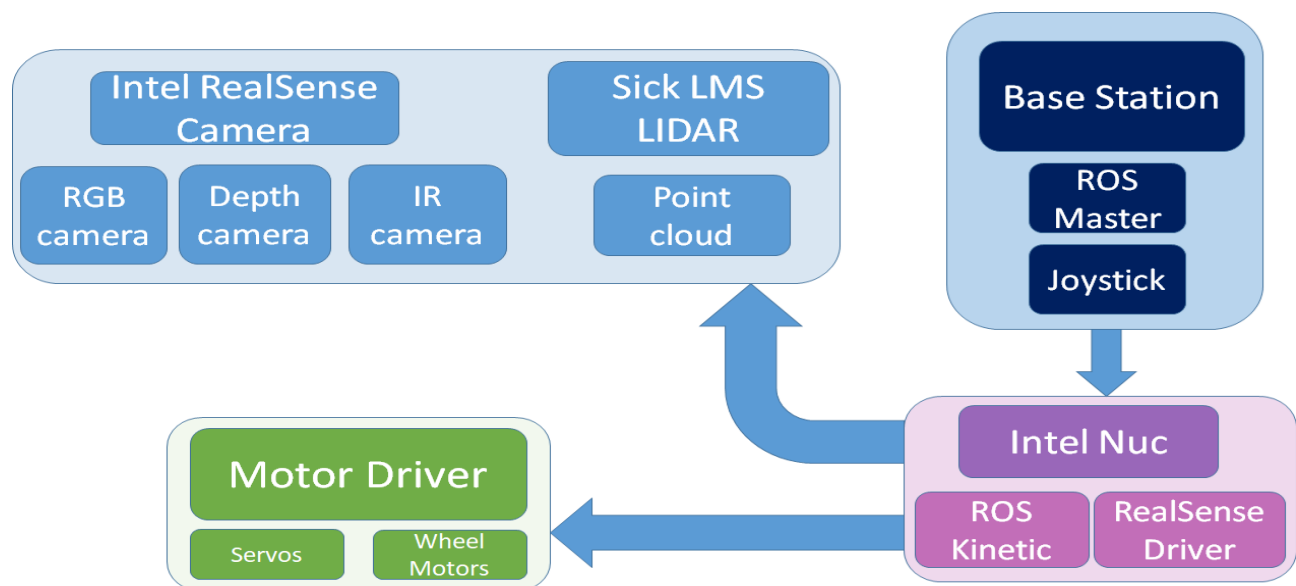 Intel RealSense
Camera
Sick LMS
LIDAR
RGB
camera
Depth
camera
IR
camera
Point
cloud
Base Station
ROS
Master
Joystick
Intel Nuc
ROS
Kinetic
RealSense
Driver
Motor Driver
Servos
Wheel
Motors